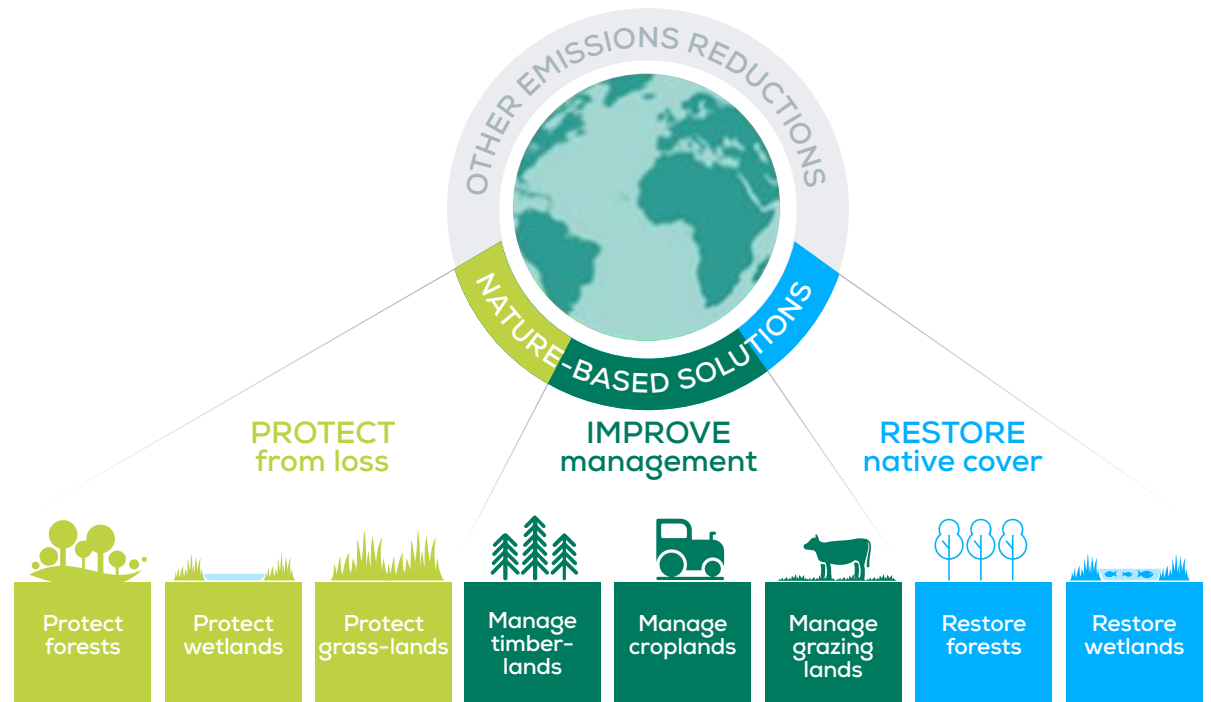 OTHER EMISSIONS REDUCTIONS
NATURE-BASED SOLUTIONS
PROTECT
from loss
IMPROVE
management
RESTORE
native cover
Protect
forests
Protect
wetlands
Protect
grass-lands
Manage
timber-
lands
Manage
croplands
Manage
grazing
lands
Restore
forests
Restore
wetlands